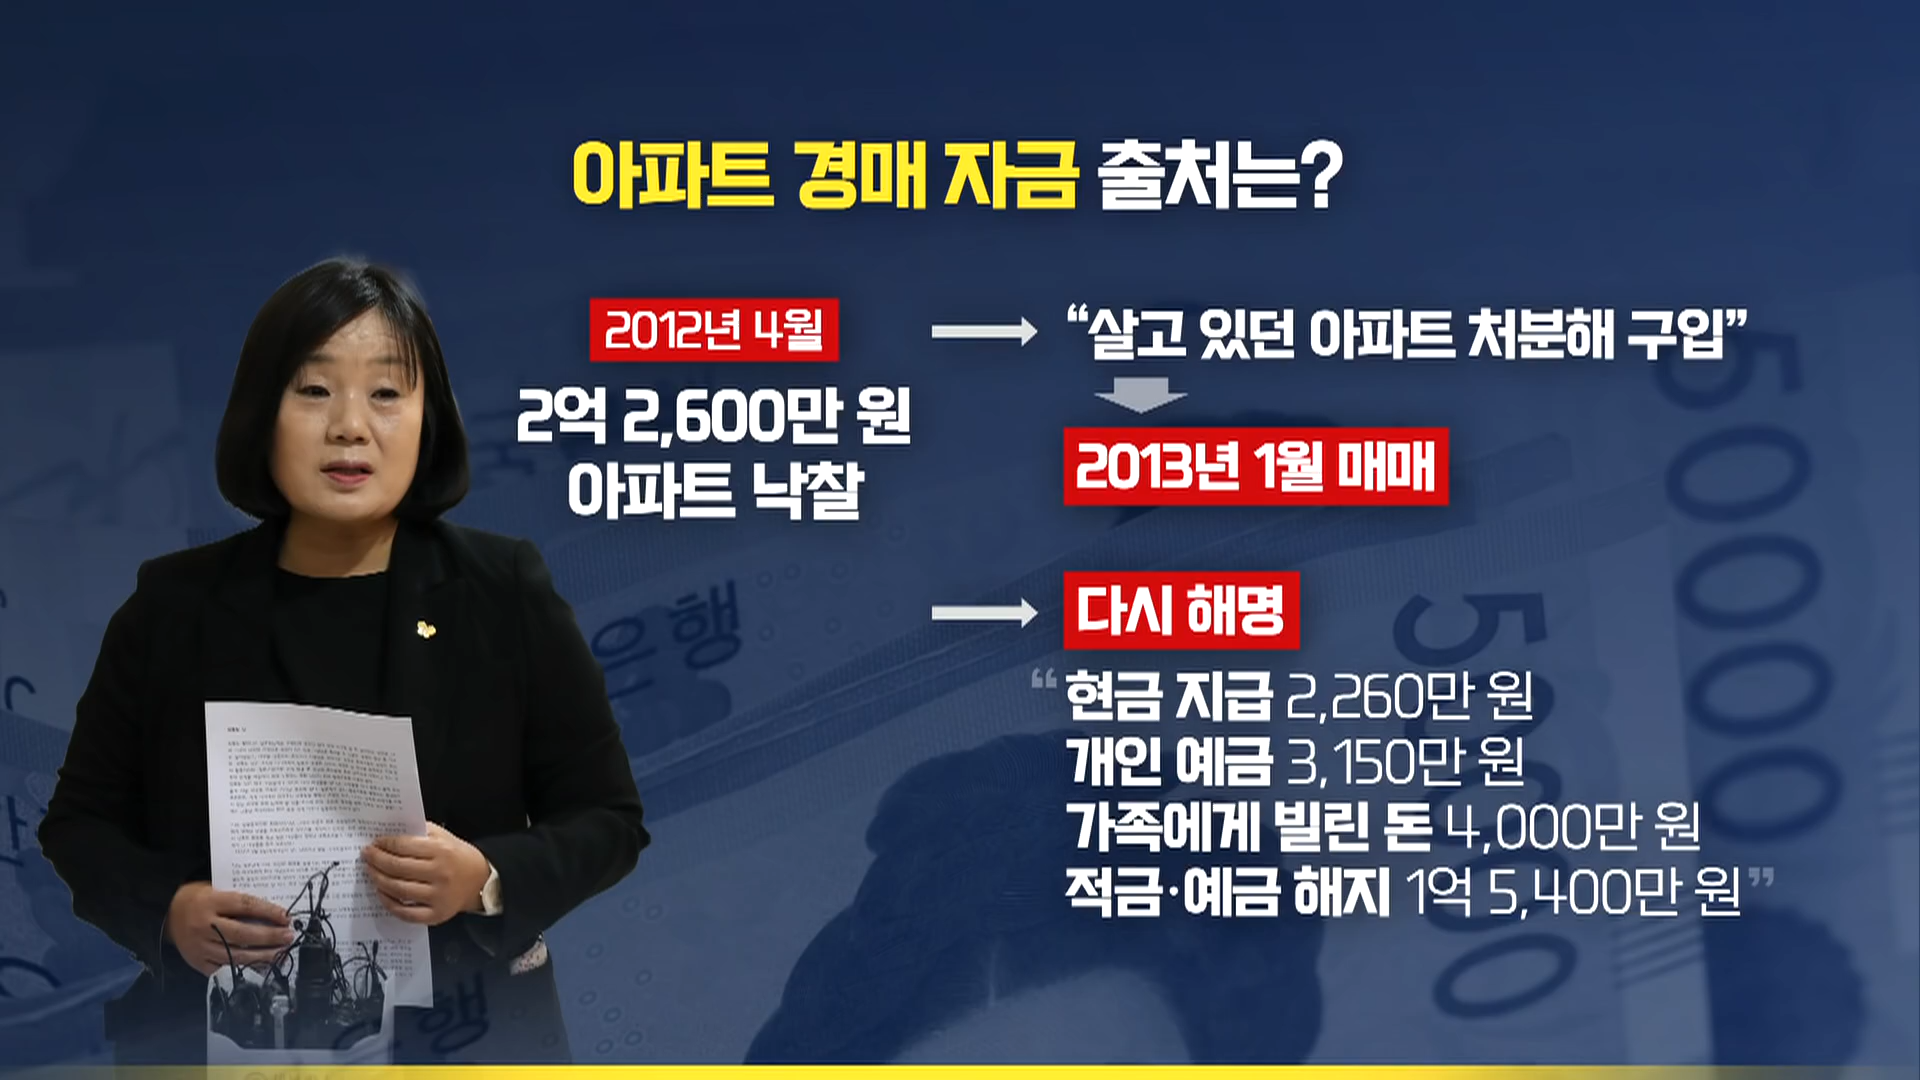 아파트 경매 자금 출처는?
2012년 4월
2억 2,600만 원
아파트 낙찰
“살고 있던 아파트 처분해 구입”
2013년 1월 매매
다시 해명
“현금 지급 2,260만 원
개인 예금 3,150만 원
가족에게 빌린 돈 4,000만 원
적금·예금 해지 1억 5,400만 원”
50000
50000
은행
행